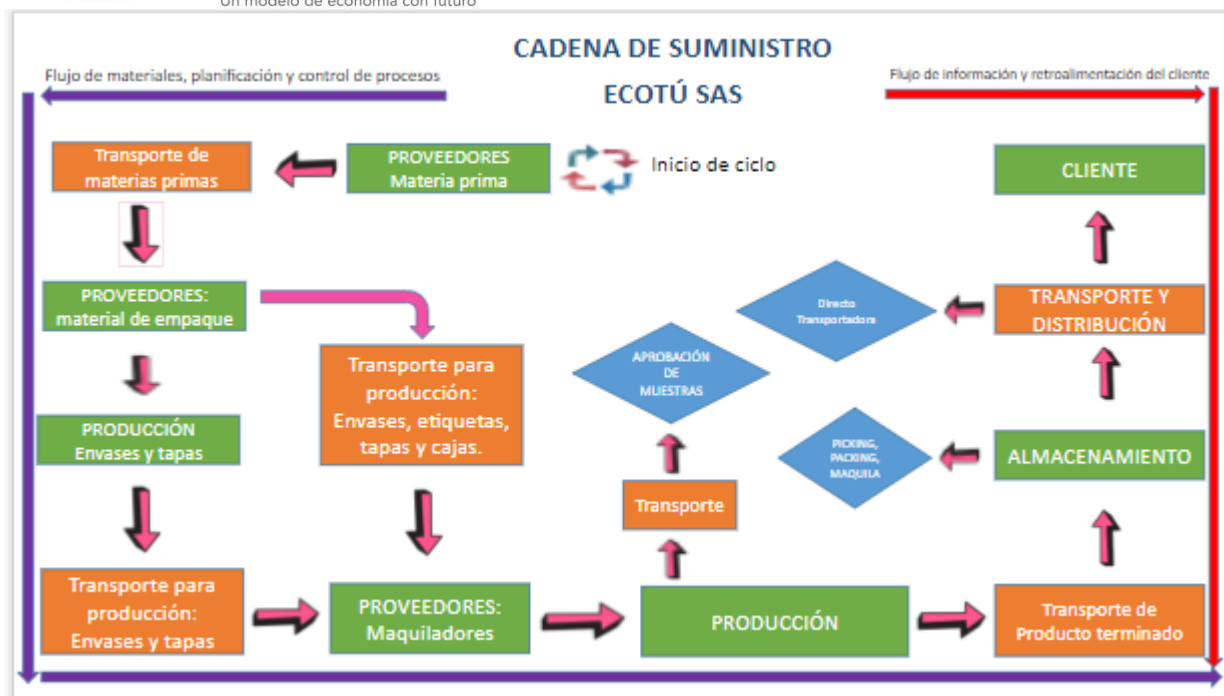 Un modelo de economía con futuro
CADENA DE SUMINISTRO
ECOTÚ SAS
Flujo de materiales, planificación y control de procesos
Flujo de información y retroalimentación del cliente
Transporte de
materias primas
PROVEEDORES
Materia prima
Inicio de ciclo
CLIENTE
PROVEEDORES:
material de empaque
Transporte para
producción:
Envases, etiquetas,
tapas y cajas.
APROBACIÓN
DE
MUESTRAS
Directo
Transportadora
TRANSPORTE Y
DISTRIBUCIÓN
PRODUCCIÓN
Envases y tapas
Transporte
PICKING,
PACKING,
MAQUILA
ALMACENAMIENTO
Transporte para
producción:
Envases y tapas
PROVEEDORES:
Maquiladores
PRODUCCIÓN
Transporte de
Producto terminado